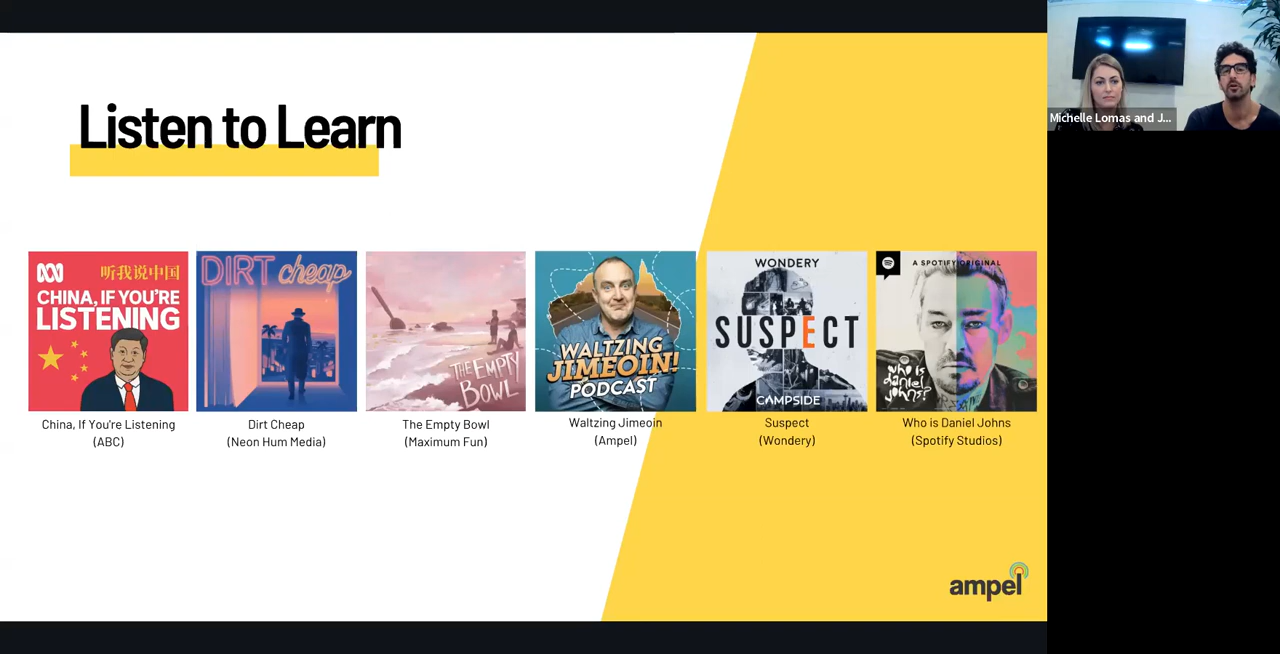 Listen to Learn
听我说中国
CHINA, IF YOU'RE
LISTENING
DIRT cheap
THE EMPTY
BOWL
WALTZING
JIMEOIN!
PODCAST
WONDERY
SUSPECT
CAMPSIDE
A SPOTIFY ORIGINAL
who is
daniel
johns?
China, If You're Listening
(ABC)
Dirt Cheap
(Neon Hum Media)
The Empty Bowl
(Maximum Fun)
Waltzing Jimeoin
(Ampel)
Suspect
(Wondery)
Who is Daniel Johns
(Spotify Studios)
ampel
Michelle Lomas and J...